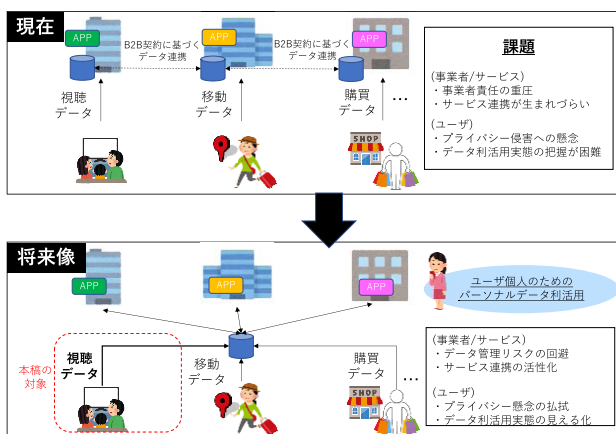 現在
APP
APP
APP
B2B契約に基づく
データ連携
B2B契約に基づく
データ連携
視聴
データ
移動
データ
購買
データ
…
SHOP
課題
(事業者/サービス)
・事業者責任の重圧
・サービス連携が生まれづらい
(ユーザ)
・プライバシー侵害への懸念
・データ利活用実態の把握が困難
将来像
APP
APP
APP
ユーザ個人のための
パーソナルデータ利活用
本稿の
対象
視聴
データ
移動
データ
購買
データ
…
SHOP
(事業者/サービス)
・データ管理リスクの回避
・サービス連携の活性化
(ユーザ)
・プライバシー懸念の払拭
・データ利活用実態の見える化